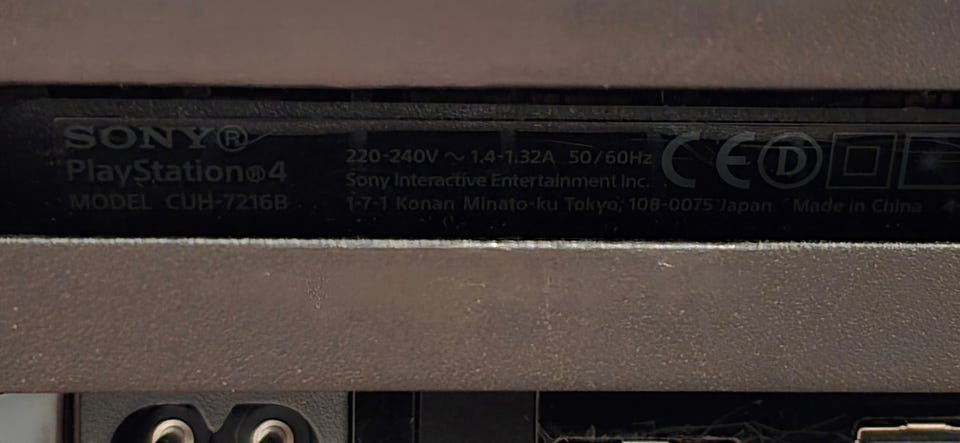 SONY®
PlayStation®4
MODEL CUH-7216B
220-240V ~ 1.4-1.32A 50/60Hz
Sony Interactive Entertainment Inc.
1-7-1 Konan Minato-ku Tokyo, 108-0075 Japan Made in China
CE D